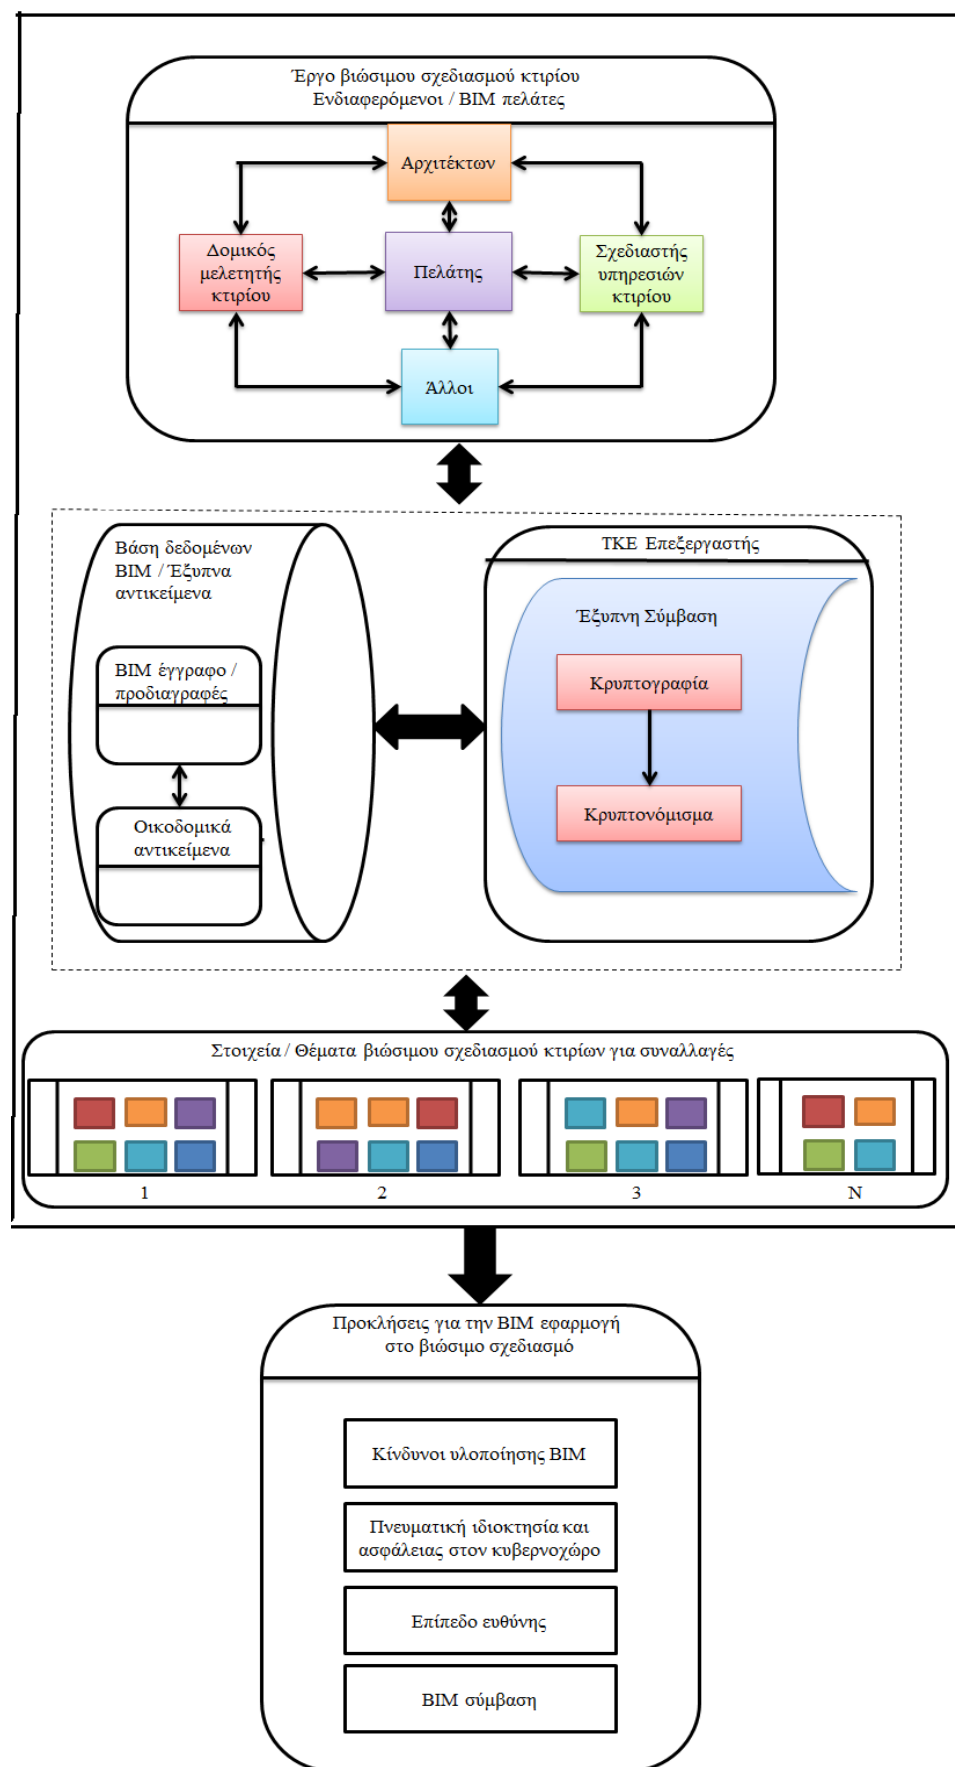 Έργο βιώσιμου σχεδιασμού κτιρίου
Ενδιαφερόμενοι / BIM πελάτες
Αρχιτέκτων
Δομικός
μελετητής
κτιρίου
Πελάτης
Σχεδιαστής
υπηρεσιών
κτιρίου
Άλλοι
Βάση δεδομένων
BIM / Έξυπνα
αντικείμενα
BIM έγγραφο /
προδιαγραφές
Οικοδομικά
αντικείμενα
ΤΚΕ Επεξεργαστής
Έξυπνη Σύμβαση
Κρυπτογραφία
Κρυπτονόμισμα
Στοιχεία / Θέματα βιώσιμου σχεδιασμού κτιρίων για συναλλαγές
1
2
3
N
Προκλήσεις για την BIM εφαρμογή
στο βιώσιμο σχεδιασμό
Κίνδυνοι υλοποίησης BIM
Πνευματική ιδιοκτησία και
ασφάλειας στον κυβερνοχώρο
Επίπεδο ευθύνης
BIM σύμβαση